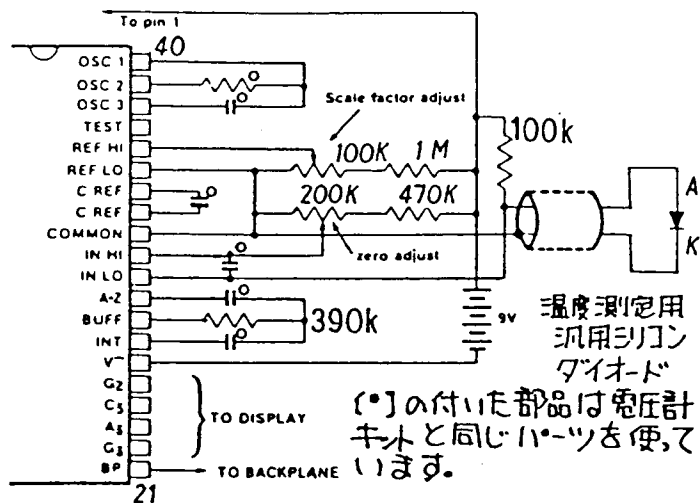 To pin 1
40
OSC 1
OSC 2
OSC 3
TEST
REF HI
REF LO
C REF
C REF
COMMON
IN HI
IN LO
A-Z
BUFF
INT
V−
G2
C3
A3
G3
BP
21
Scale factor adjust
100K
1M
200K
470K
zero adjust
100k
390k
9V
A
K
TO DISPLAY
TO BACKPLANE
温度測定用
汎用シリコン
ダイオード
[°]の付いた部品は電圧計
キットと同じパーツを使って
います。